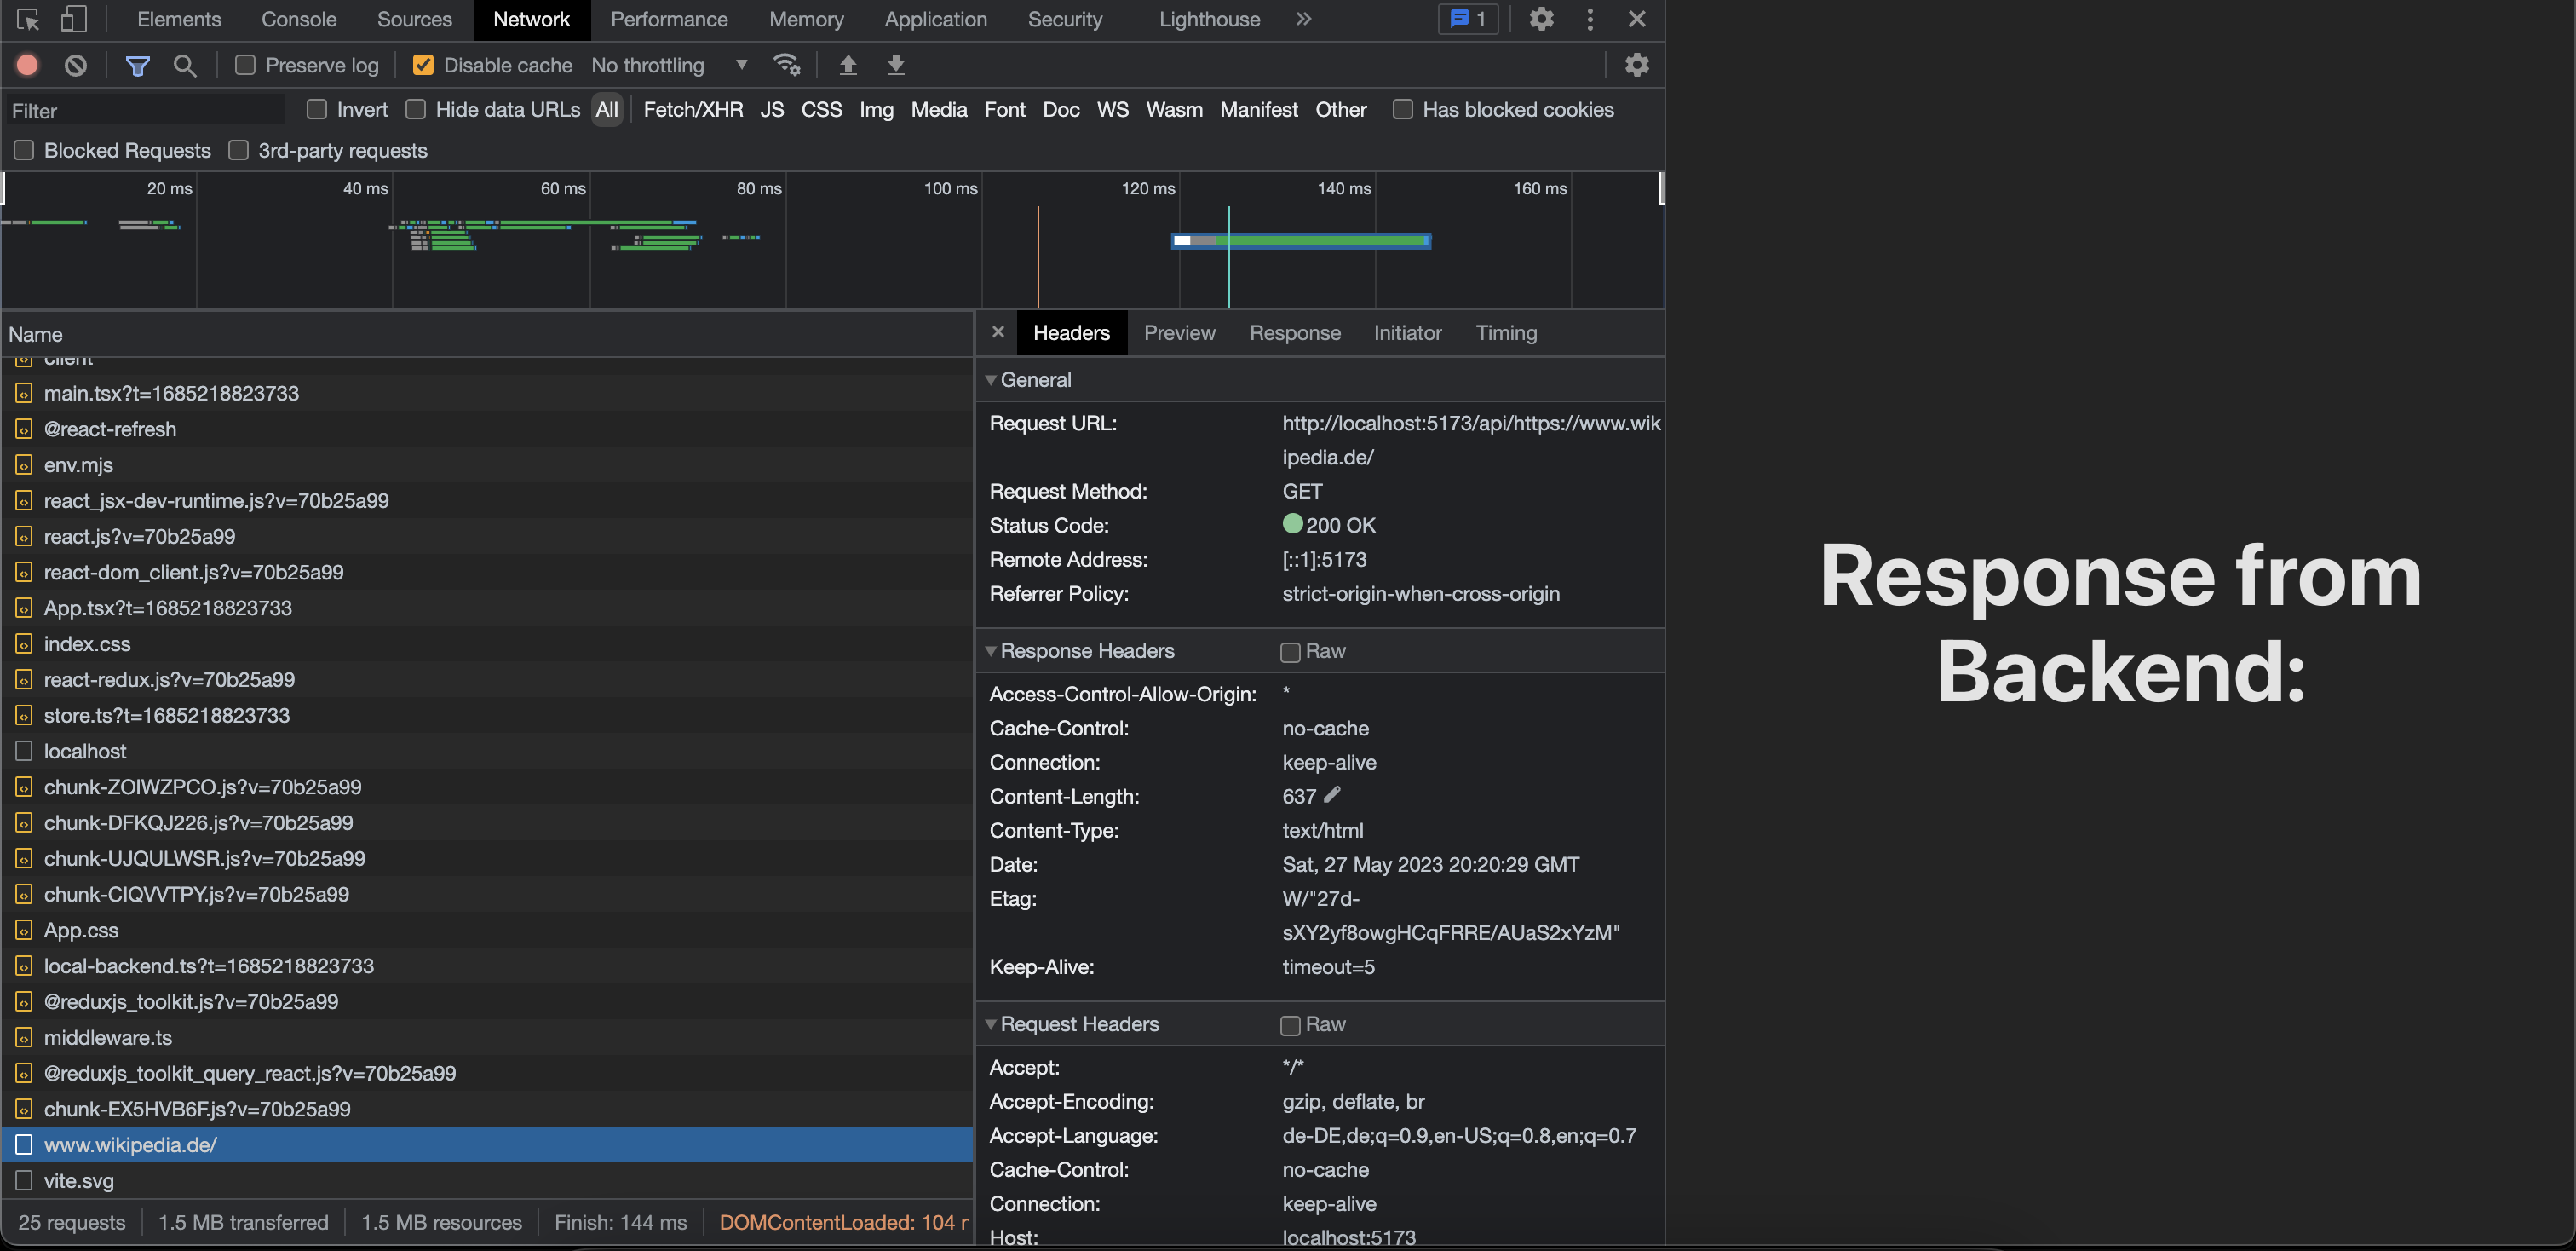 Elements Console Sources Network Performance Memory Application Security Lighthouse » 1
Preserve log Disable cache No throttling
Filter Invert Hide data URLs All Fetch/XHR JS CSS Img Media Font Doc WS Wasm Manifest Other Has blocked cookies
Blocked Requests 3rd-party requests
20 ms 40 ms 60 ms 80 ms 100 ms 120 ms 140 ms 160 ms
Name
client
main.tsx?t=1685218823733
@react-refresh
env.mjs
react_jsx-dev-runtime.js?v=70b25a99
react.js?v=70b25a99
react-dom_client.js?v=70b25a99
App.tsx?t=1685218823733
index.css
react-redux.js?v=70b25a99
store.ts?t=1685218823733
localhost
chunk-ZOIWZPCO.js?v=70b25a99
chunk-DFKQJ226.js?v=70b25a99
chunk-UJQULWSR.js?v=70b25a99
chunk-CIQVVTPY.js?v=70b25a99
App.css
local-backend.ts?t=1685218823733
@reduxjs_toolkit.js?v=70b25a99
middleware.ts
@reduxjs_toolkit_query_react.js?v=70b25a99
chunk-EX5HVB6F.js?v=70b25a99
www.wikipedia.de/
vite.svg
25 requests 1.5 MB transferred 1.5 MB resources Finish: 144 ms DOMContentLoaded: 104 m
Headers Preview Response Initiator Timing
General
Request URL: http://localhost:5173/api/https://www.wik
ipedia.de/
Request Method: GET
Status Code: 200 OK
Remote Address: [::1]:5173
Referrer Policy: strict-origin-when-cross-origin
Response Headers Raw
Access-Control-Allow-Origin: *
Cache-Control: no-cache
Connection: keep-alive
Content-Length: 637
Content-Type: text/html
Date: Sat, 27 May 2023 20:20:29 GMT
Etag: W/"27d-
sXY2yf8owgHCqFRRE/AUaS2xYzM"
Keep-Alive: timeout=5
Request Headers Raw
Accept: */*
Accept-Encoding: gzip, deflate, br
Accept-Language: de-DE,de;q=0.9,en-US;q=0.8,en;q=0.7
Cache-Control: no-cache
Connection: keep-alive
Host: localhost:5173
Response from
Backend: